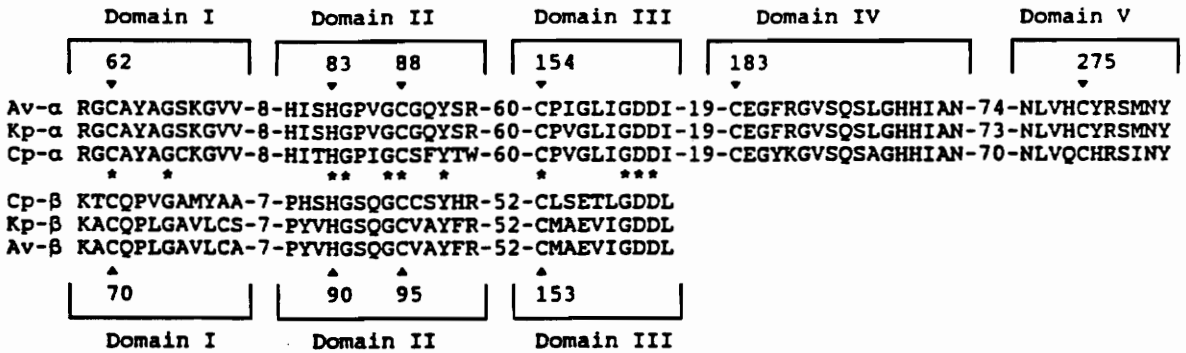 Domain I Domain II Domain III Domain IV Domain V
62 83 88 154 183 275
Av-α RGCAYAGSKGVV-8-HISHGPVGCGQYSR-60-CPIGLIGDDI-19-CEGFRGVSQSLGHHIAN-74-NLVHCYRSMNY
Kp-α RGCAYAGSKGVV-8-HISHGPVGCGQYSR-60-CPVGLIGDDI-19-CEGFRGVSQSLGHHIAN-73-NLVHCYRSMNY
Cp-α RGCAYAGCKGVV-8-HITHGPIGCSFYTW-60-CPVGLIGDDI-19-CEGYKGVSQSAGHHIAN-70-NLVQCHRSINY
* * ** ** * * ***
Cp-β KTCQPVGAMYAA-7-PHSHGSQGCCSYHR-52-CLSETLGDDL
Kp-β KACQPLGAVLCS-7-PYVHGSQGCVAYFR-52-CMAEVIGDDL
Av-β KACQPLGAVLCA-7-PYVHGSQGCVAYFR-52-CMAEVIGDDL
70 90 95 153
Domain I Domain II Domain III